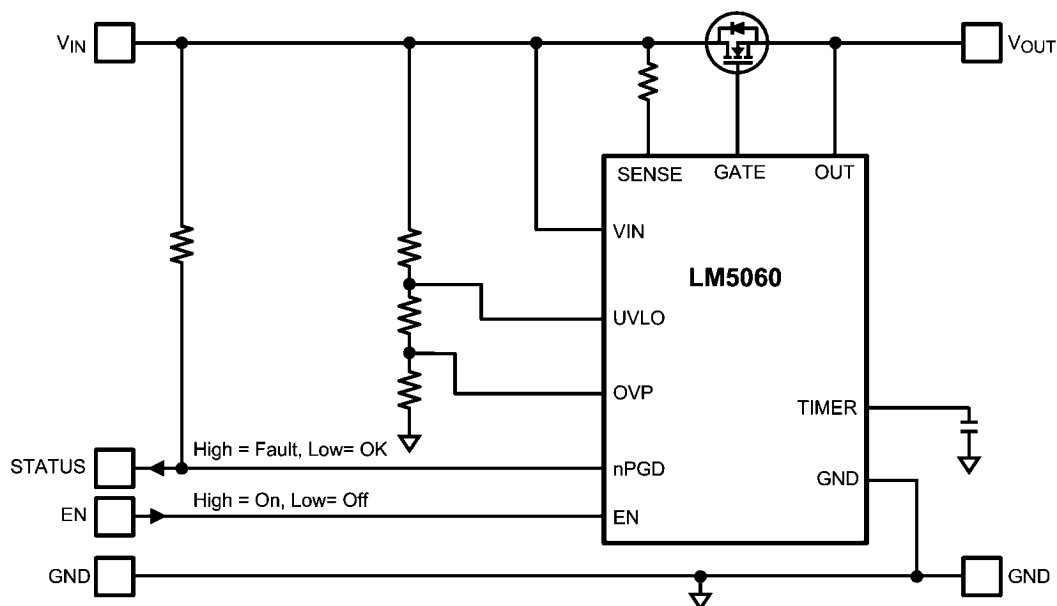 VIN
VOUT
SENSE GATE OUT
VIN
LM5060
UVLO
OVP
TIMER
High = Fault, Low= OK
STATUS
nPGD
GND
High = On, Low= Off
EN
EN
GND
GND